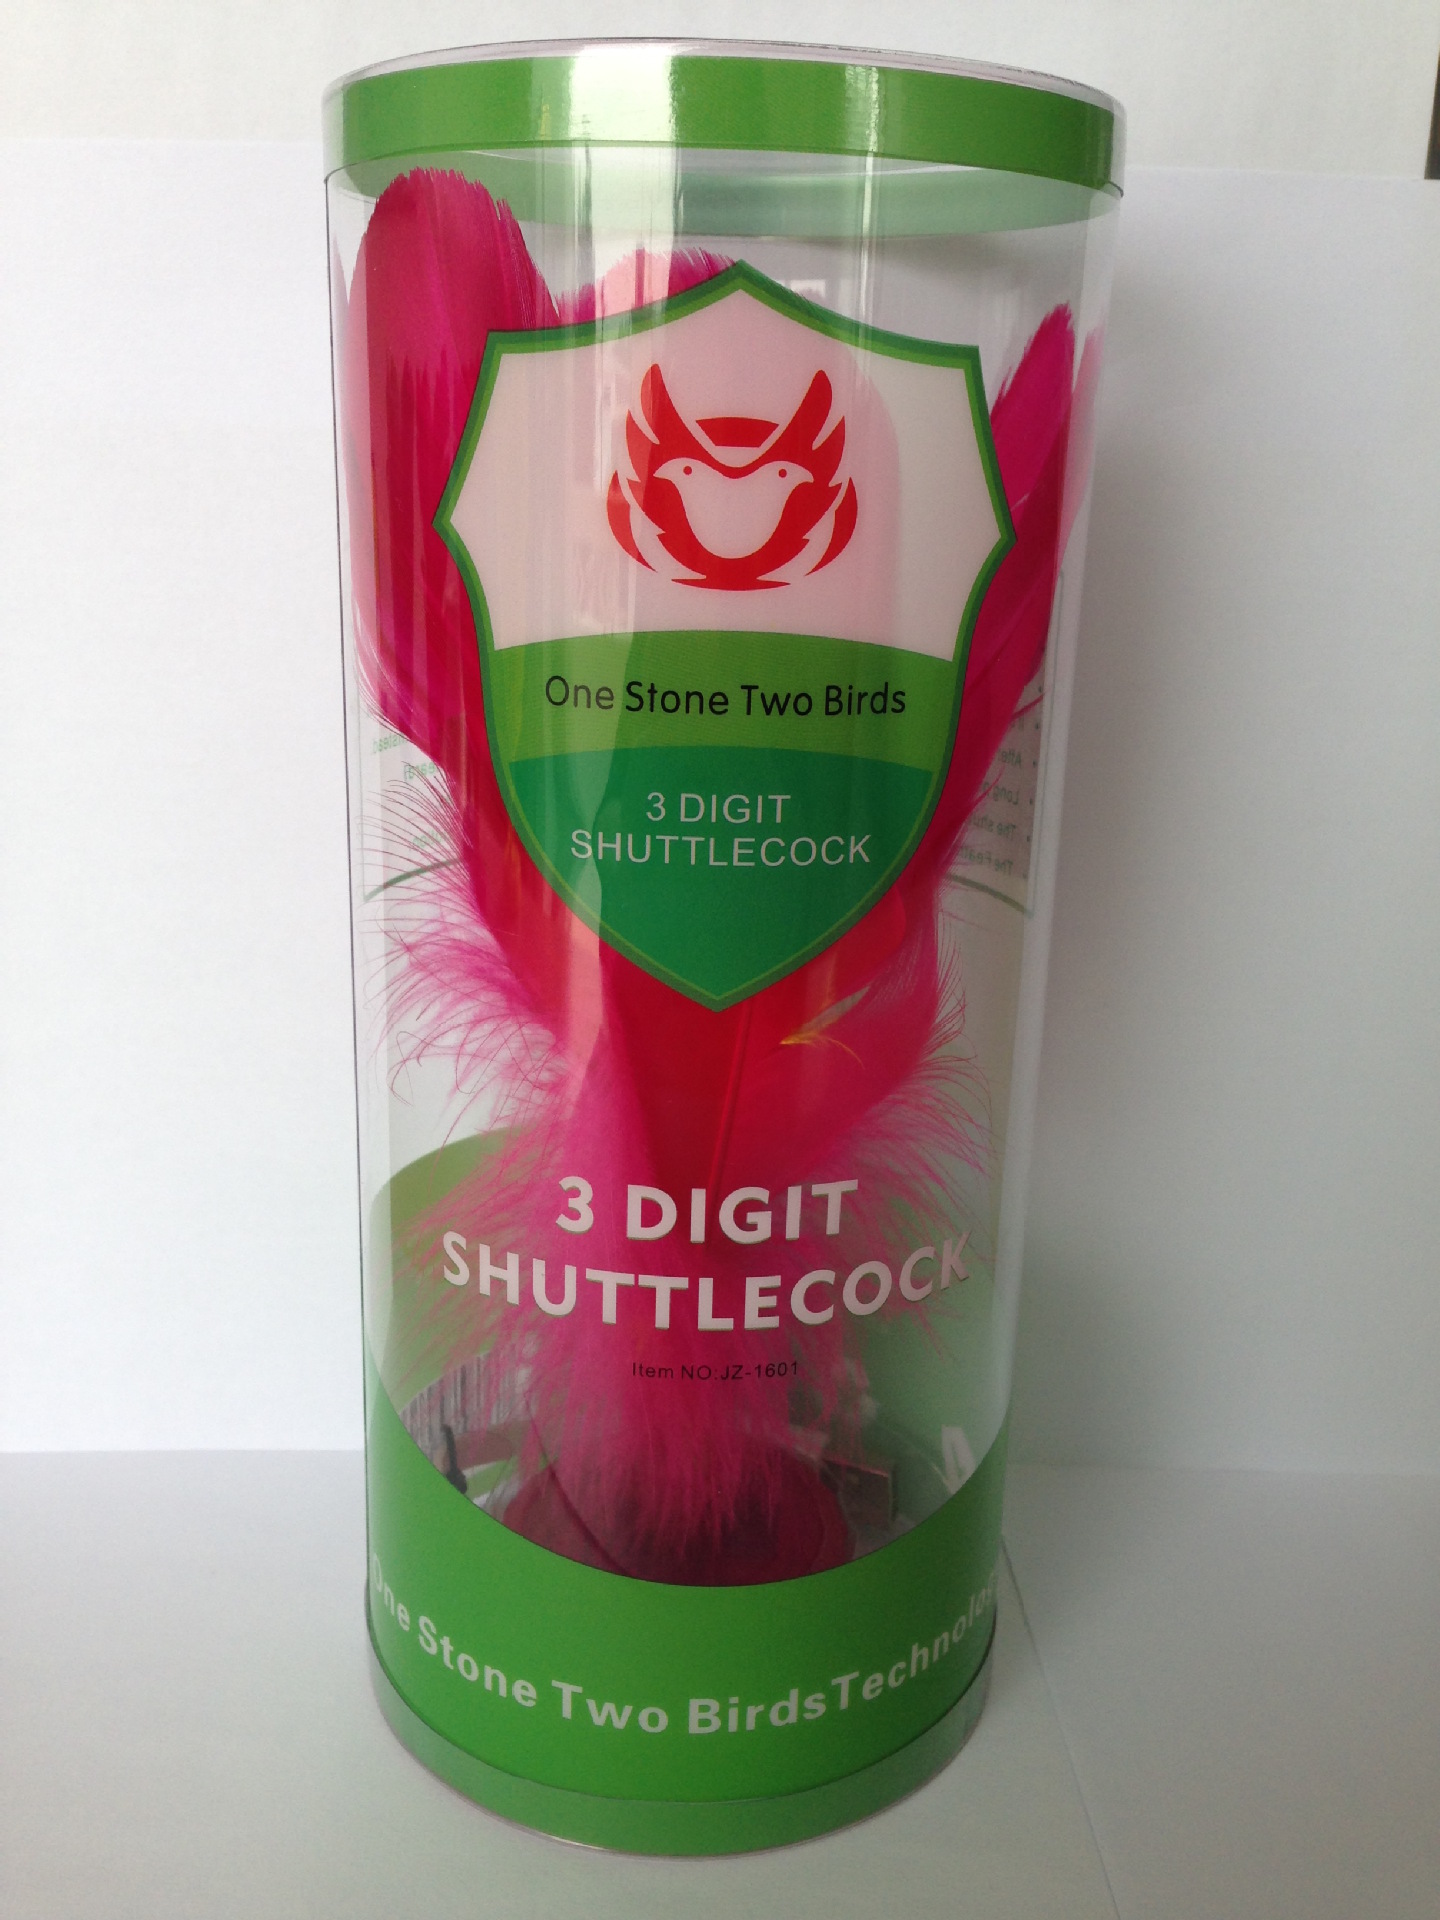 One Stone Two Birds
3 DIGIT
SHUTTLECOCK
3 DIGIT
SHUTTLECOCK
Item NO:JZ-1601
One Stone Two BirdsTechnolo